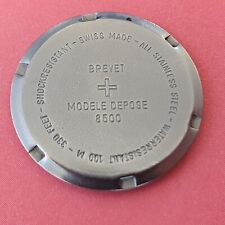 SHOCKRESISTANT - SWISS MADE - ALL STAINLESS STEEL - WATERRESISTANT 100 M - 330 FEET -
BREVET
MODELE DEPOSE
8500